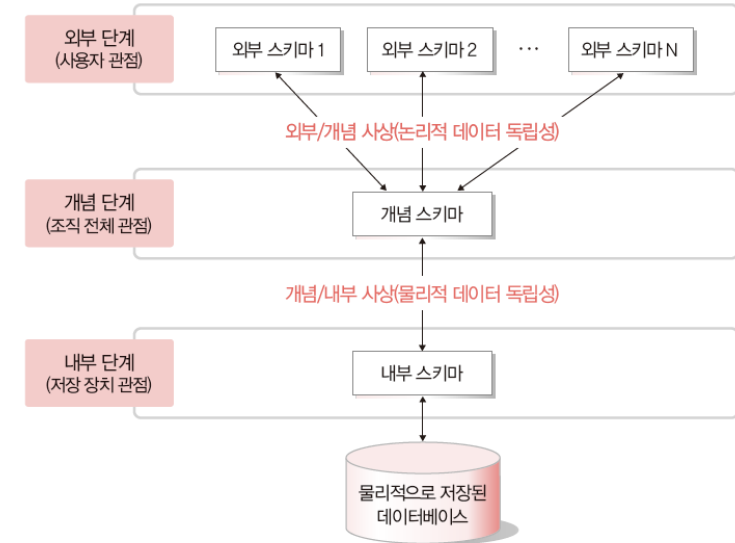 외부 단계
(사용자 관점)
외부 스키마 1
외부 스키마 2
···
외부 스키마 N
외부/개념 사상(논리적 데이터 독립성)
개념 단계
(조직 전체 관점)
개념 스키마
개념/내부 사상(물리적 데이터 독립성)
내부 단계
(저장 장치 관점)
내부 스키마
물리적으로 저장된
데이터베이스